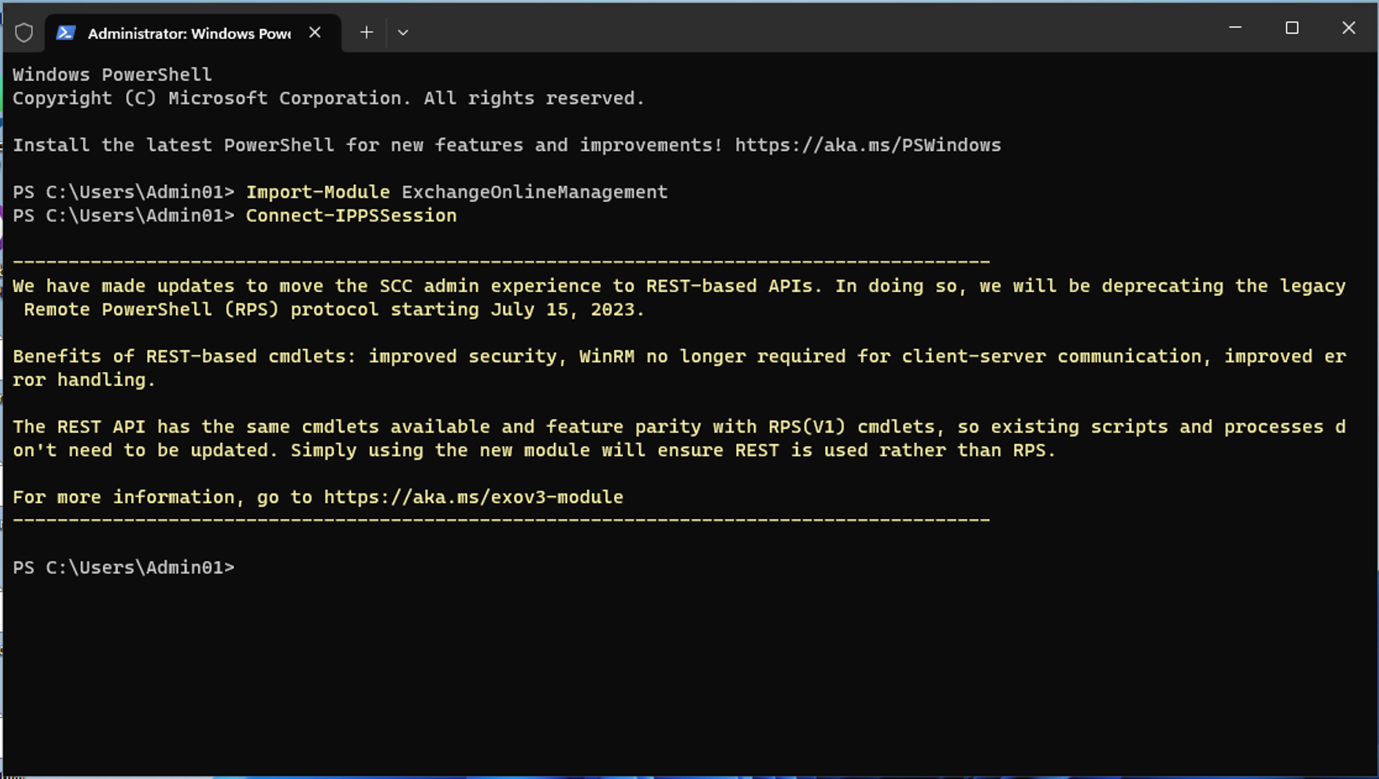 Administrator: Windows Powe
Windows PowerShell
Copyright (C) Microsoft Corporation. All rights reserved.
Install the latest PowerShell for new features and improvements! https://aka.ms/PSWindows
PS C:\Users\Admin01> Import-Module ExchangeOnlineManagement
PS C:\Users\Admin01> Connect-IPPSSession
----------------------------------------------------------------------------------------
We have made updates to move the SCC admin experience to REST-based APIs. In doing so, we will be deprecating the legacy
Remote PowerShell (RPS) protocol starting July 15, 2023.
Benefits of REST-based cmdlets: improved security, WinRM no longer required for client-server communication, improved er
ror handling.
The REST API has the same cmdlets available and feature parity with RPS(V1) cmdlets, so existing scripts and processes d
on't need to be updated. Simply using the new module will ensure REST is used rather than RPS.
For more information, go to https://aka.ms/exov3-module
----------------------------------------------------------------------------------------
PS C:\Users\Admin01>